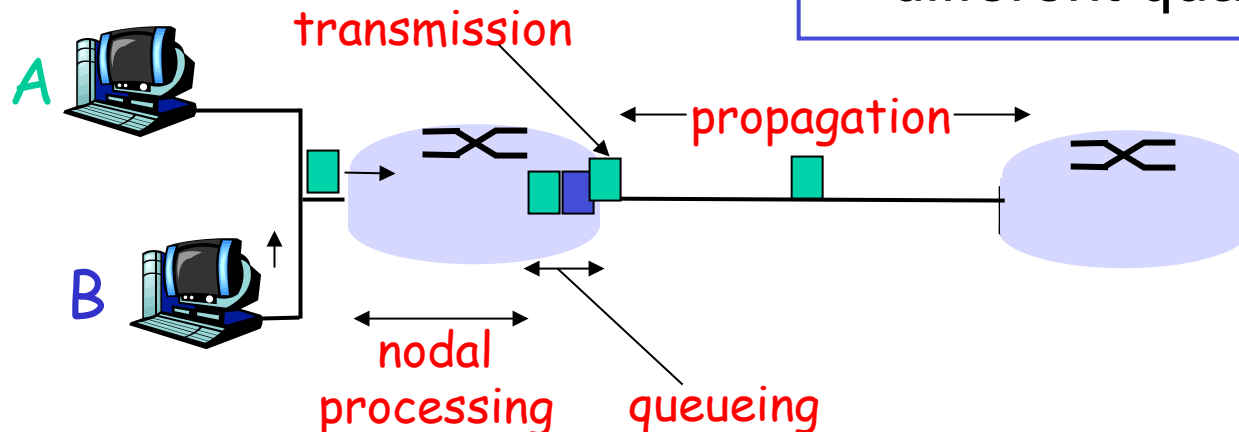 transmission
A
propagation
B
nodal
processing
queueing